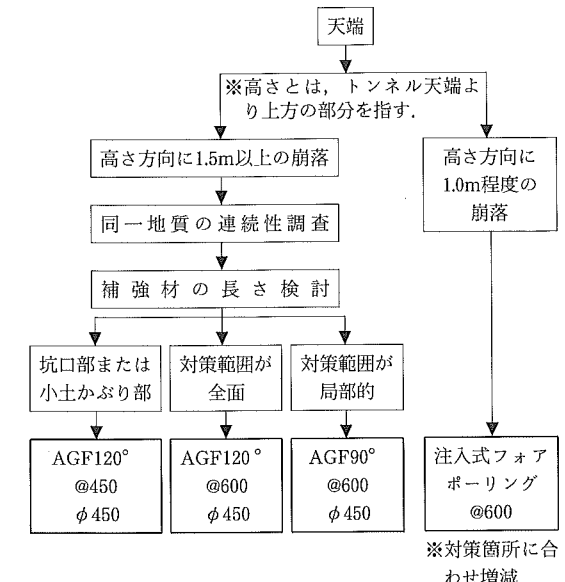 天端
※高さとは，トンネル天端よ
り上方の部分を指す．
高さ方向に1.5m以上の崩落
高さ方向に
1.0m程度の
崩落
同一地質の連続性調査
補強材の長さ検討
坑口部または
小土かぶり部
対策範囲が
全面
対策範囲が
局部的
AGF120°
@450
φ450
AGF120°
@600
φ450
AGF90°
@600
φ450
注入式フォア
ポーリング
@600
※対策箇所に合
わせ増減